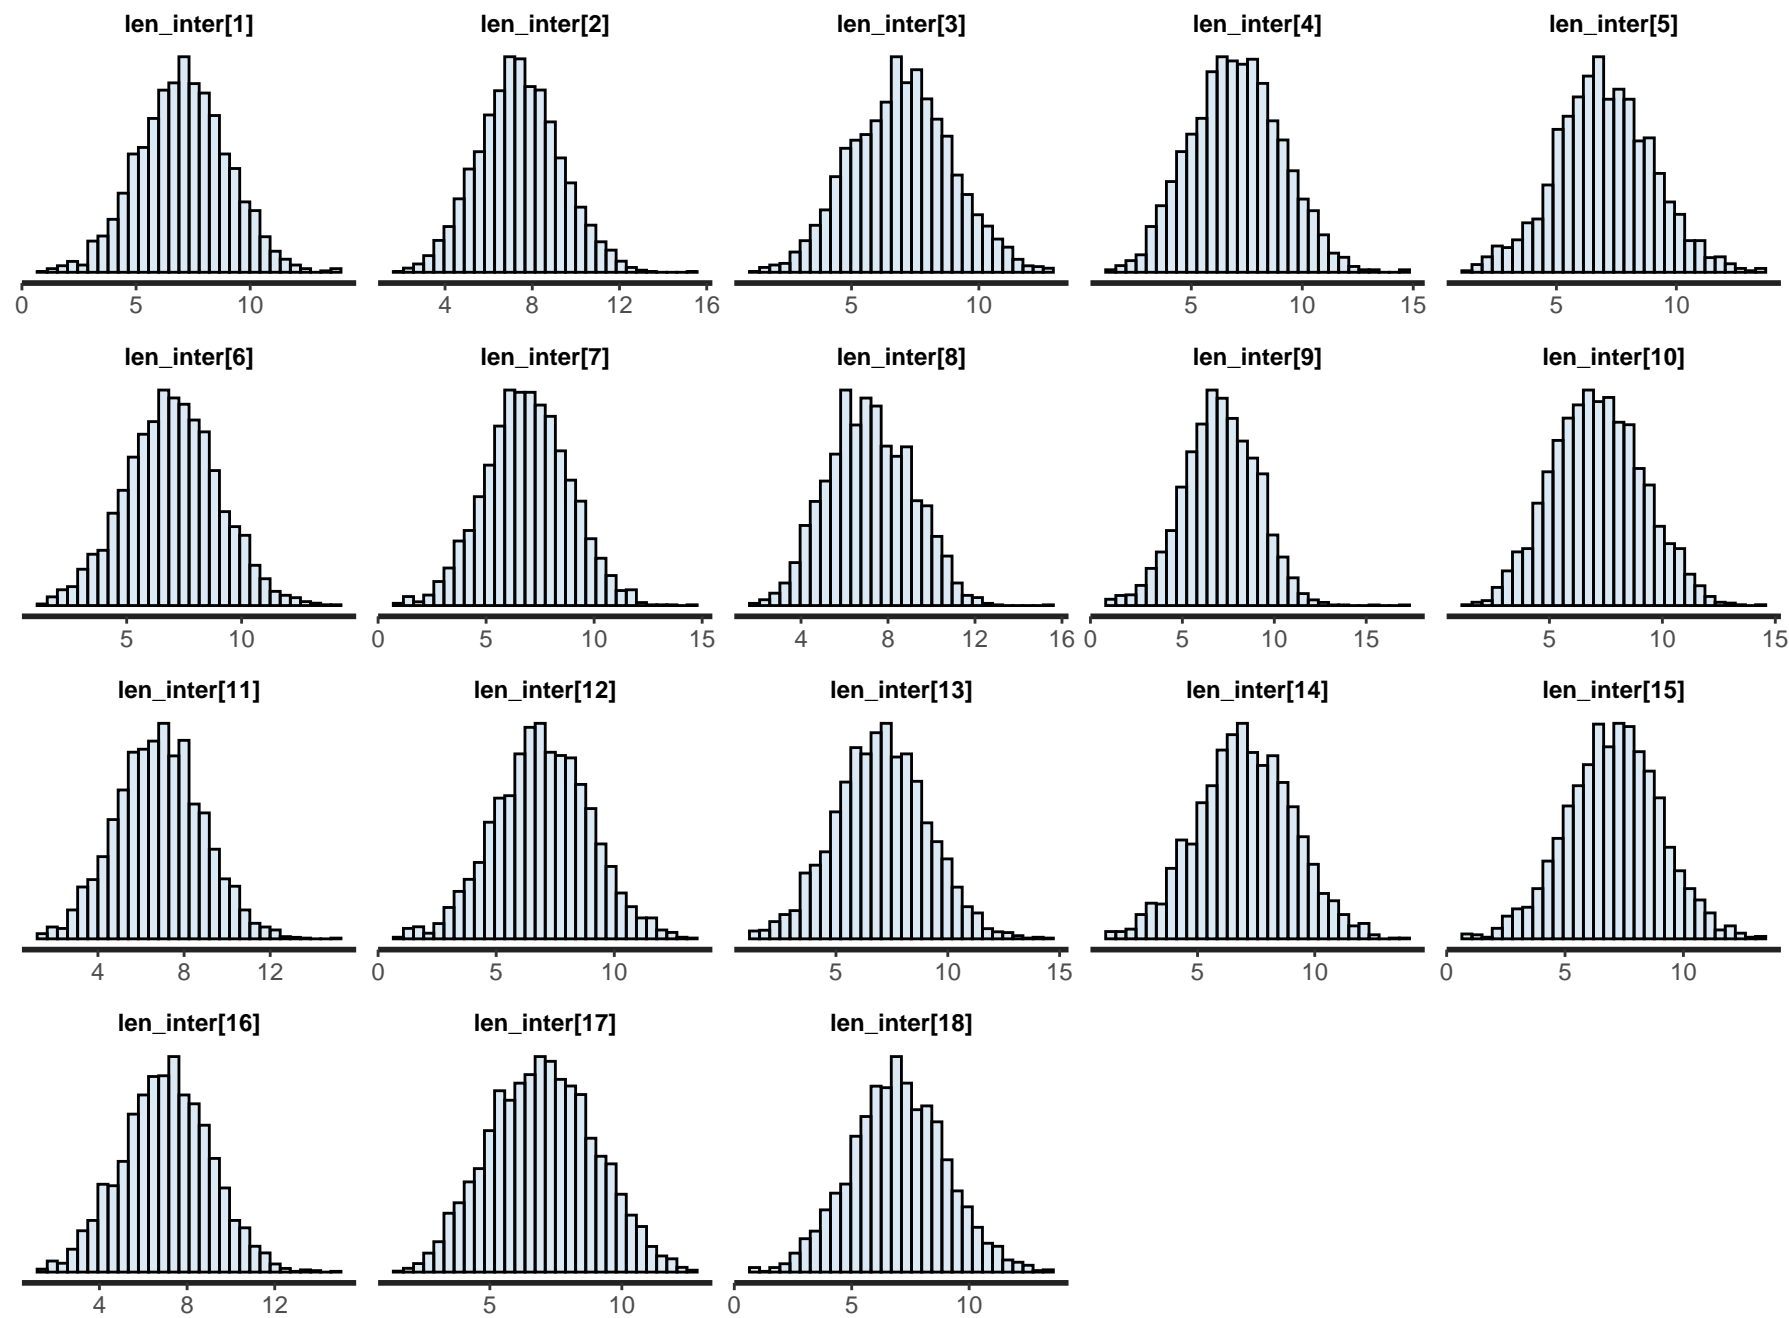 len_inter[1] len_inter[2] len_inter[3] len_inter[4] len_inter[5]
0 5 10 4 8 12 16 5 10 5 10 15 5 10
len_inter[6] len_inter[7] len_inter[8] len_inter[9] len_inter[10]
5 10 0 5 10 15 4 8 12 16 0 5 10 15 5 10 15
len_inter[11] len_inter[12] len_inter[13] len_inter[14] len_inter[15]
4 8 12 0 5 10 5 10 15 5 10 0 5 10
len_inter[16] len_inter[17] len_inter[18]
4 8 12 5 10 0 5 10